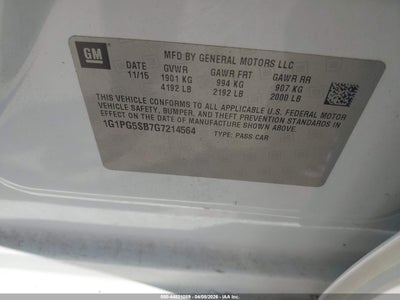 GM
MFD BY GENERAL MOTORS LLC
DATE GVWR GAWR FRT GAWR RR
11/15 1901 KG 994 KG 907 KG
4192 LB 2192 LB 2000 LB
THIS VEHICLE CONFORMS TO ALL APPLICABLE U.S. FEDERAL MOTOR
VEHICLE SAFETY, BUMPER, AND THEFT PREVENTION STANDARDS IN
EFFECT ON THE DATE OF MANUFACTURE SHOWN ABOVE.
1G1PG5SB7G7214564 TYPE: PASS CAR